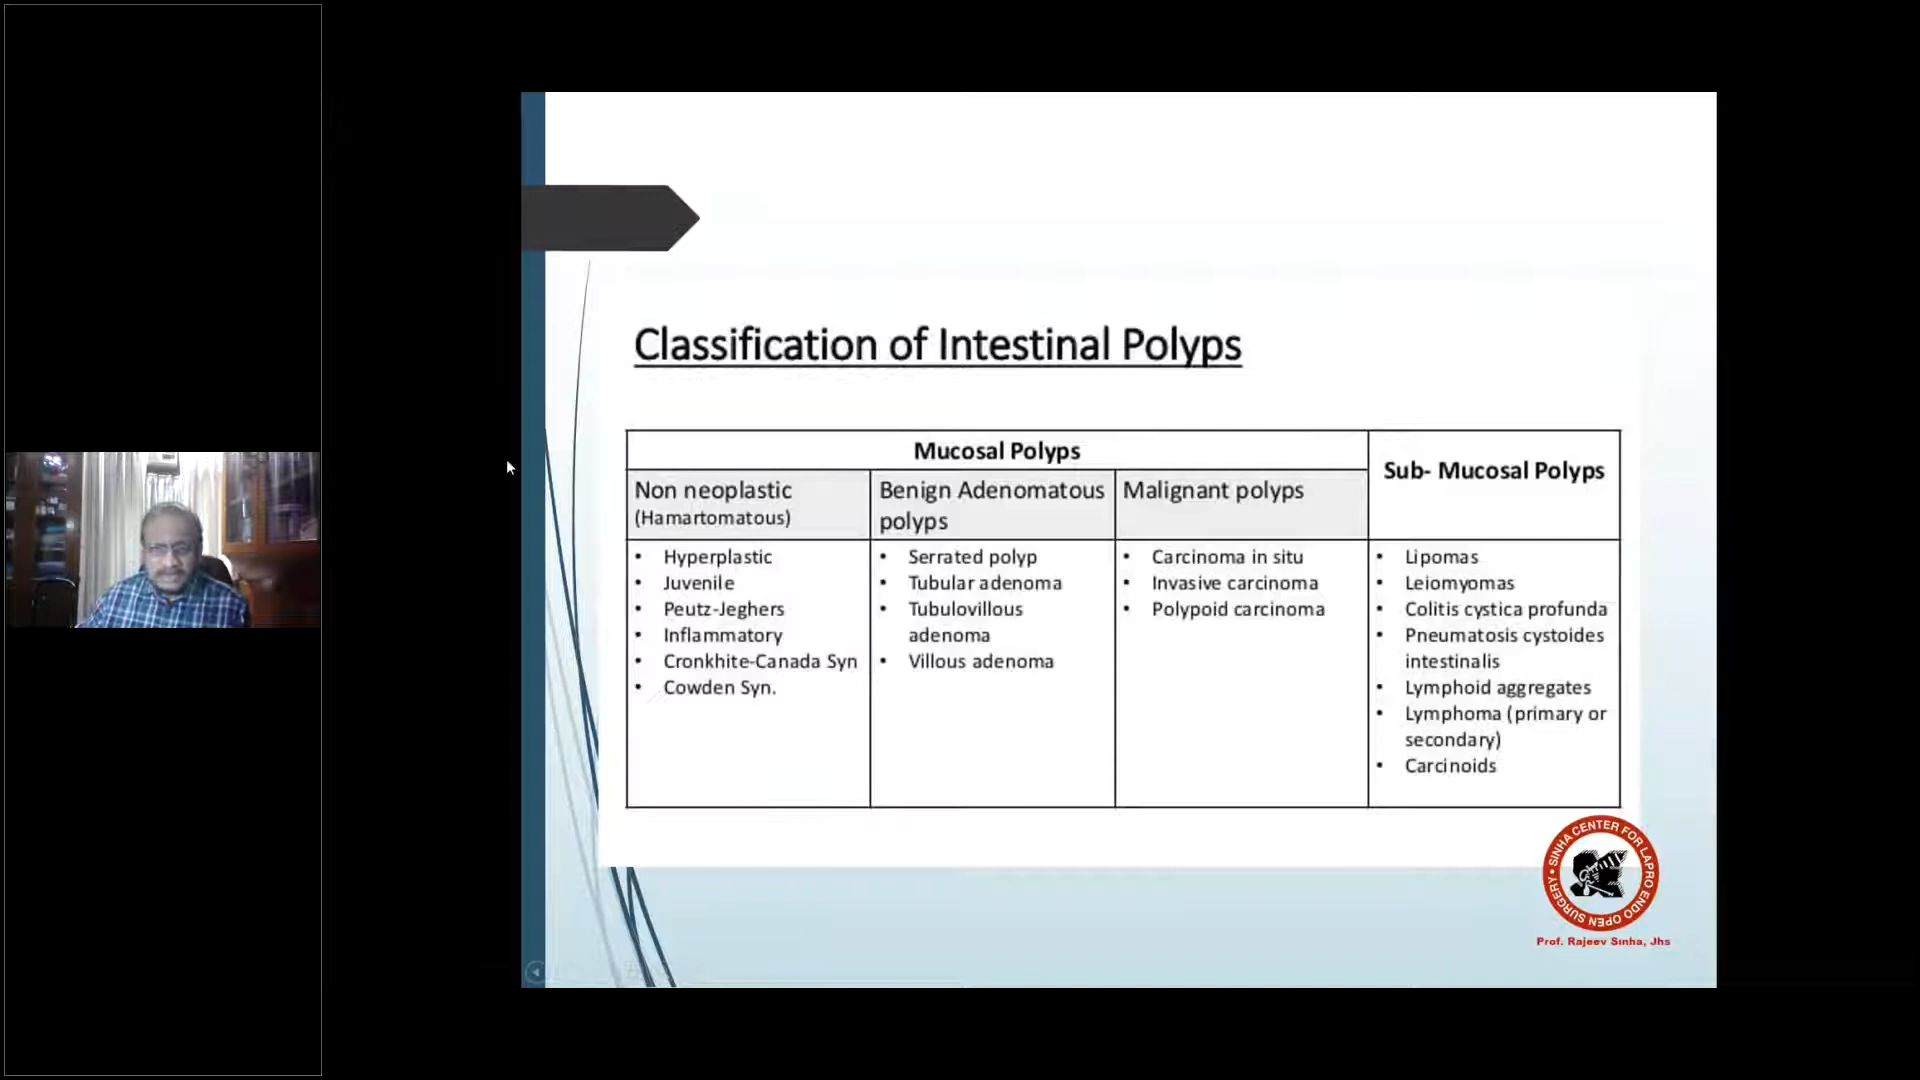 Classification of Intestinal Polyps
Mucosal Polyps
Sub- Mucosal Polyps
Non neoplastic
(Hamartomatous)
Benign Adenomatous
polyps
Malignant polyps
• Hyperplastic
• Juvenile
• Peutz-Jeghers
• Inflammatory
• Cronkhite-Canada Syn
• Cowden Syn.
• Serrated polyp
• Tubular adenoma
• Tubulovillous
adenoma
• Villous adenoma
• Carcinoma in situ
• Invasive carcinoma
• Polypoid carcinoma
• Lipomas
• Leiomyomas
• Colitis cystica profunda
• Pneumatosis cystoides
intestinalis
• Lymphoid aggregates
• Lymphoma (primary or
secondary)
• Carcinoids
SINHA CENTER FOR LAPRO ENDO OPEN SURGERY
Prof. Rajeev Sinha, Jhs